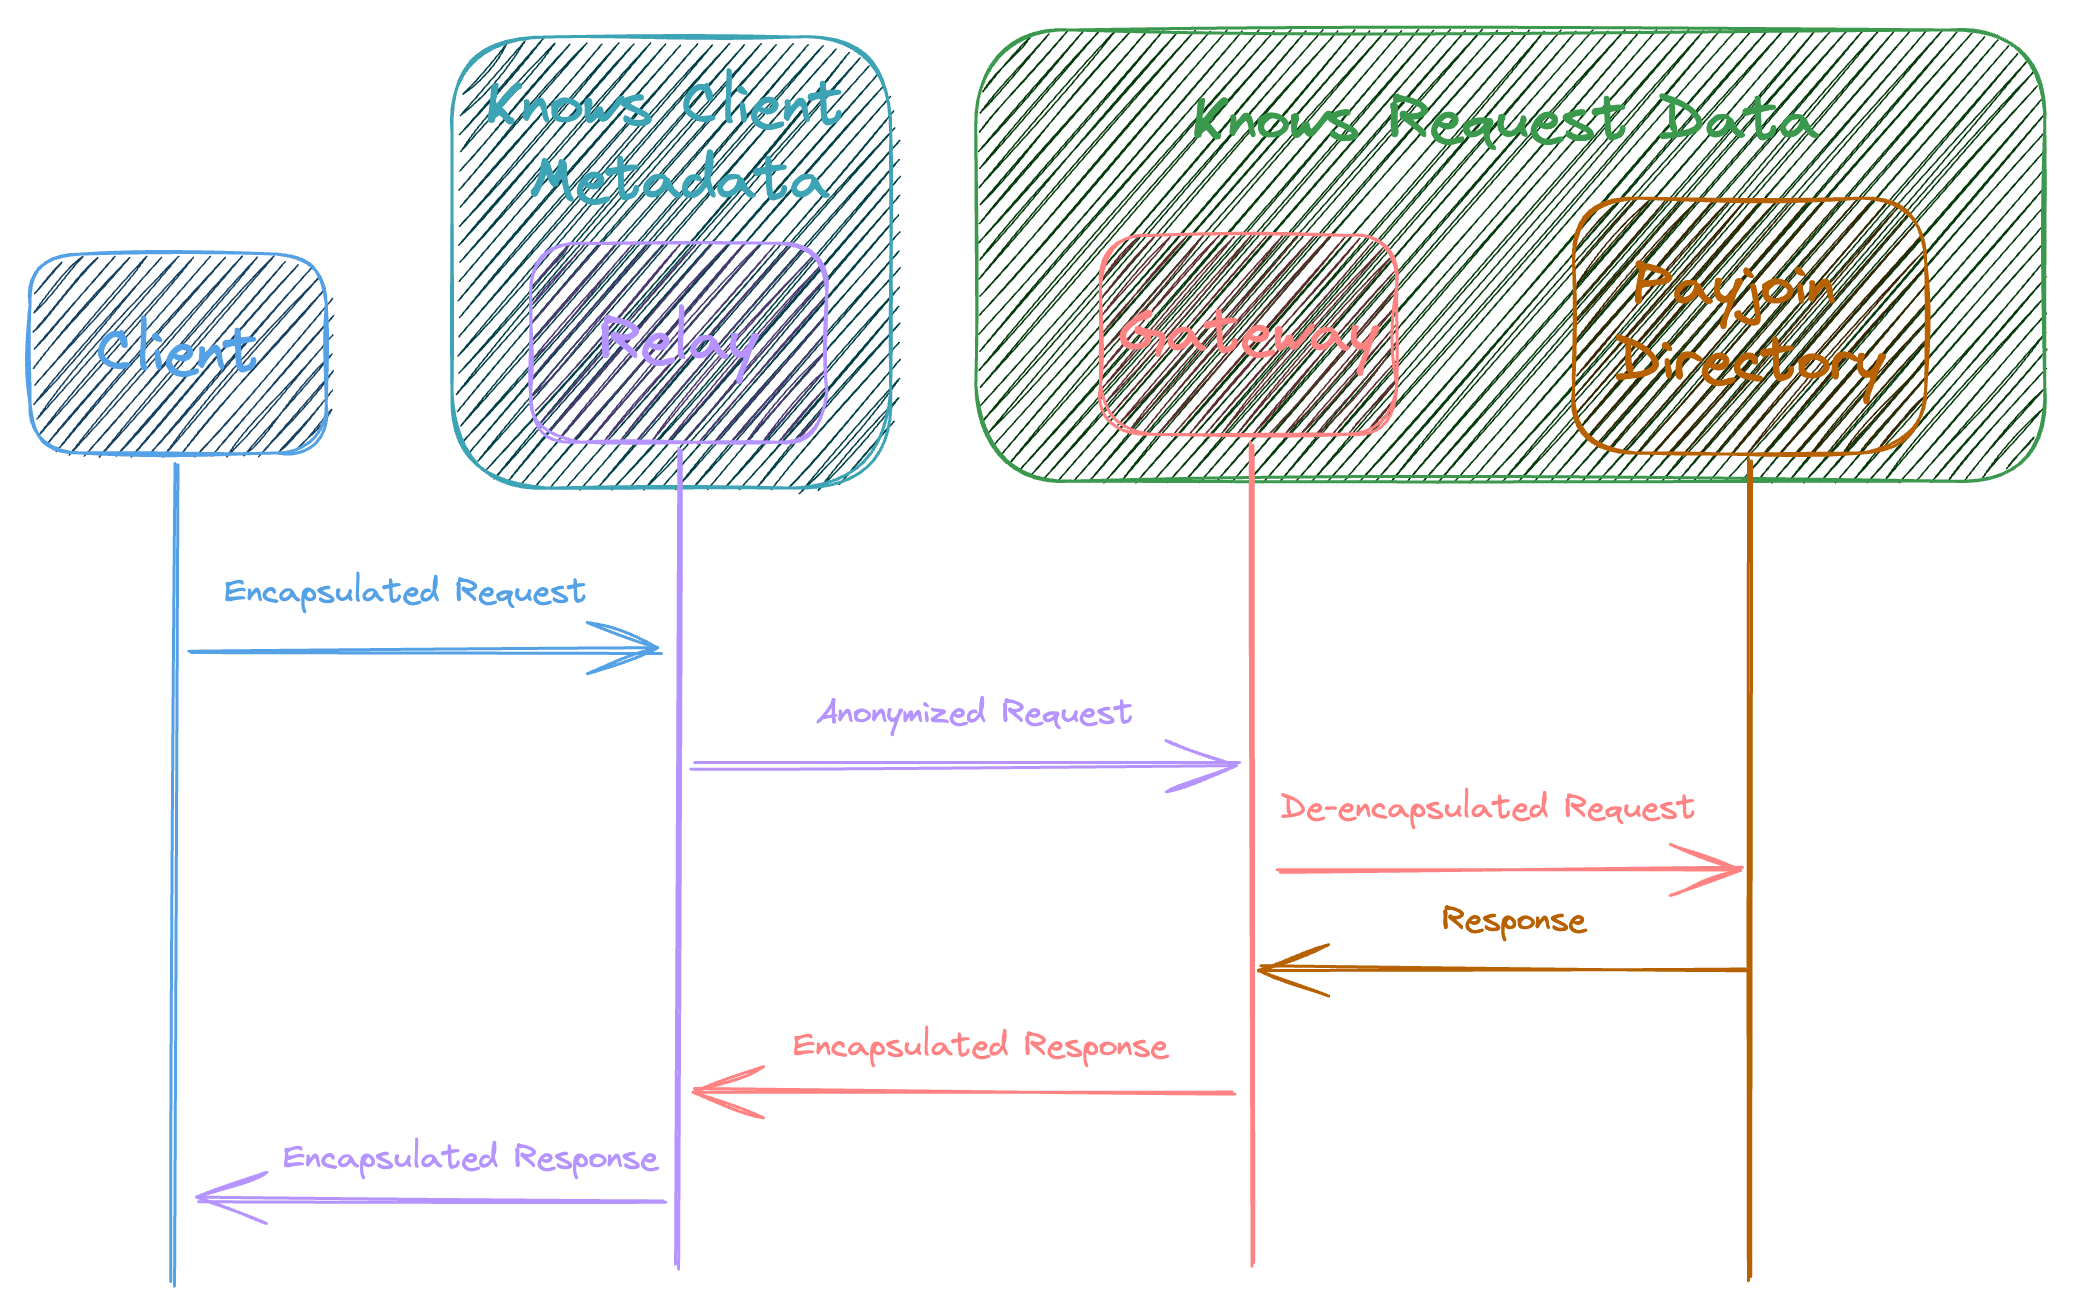 Knows Client
Metadata
Knows Request Data
Client
Relay
Gateway
Payjoin
Directory
Encapsulated Request
Anonymized Request
De-encapsulated Request
Response
Encapsulated Response
Encapsulated Response